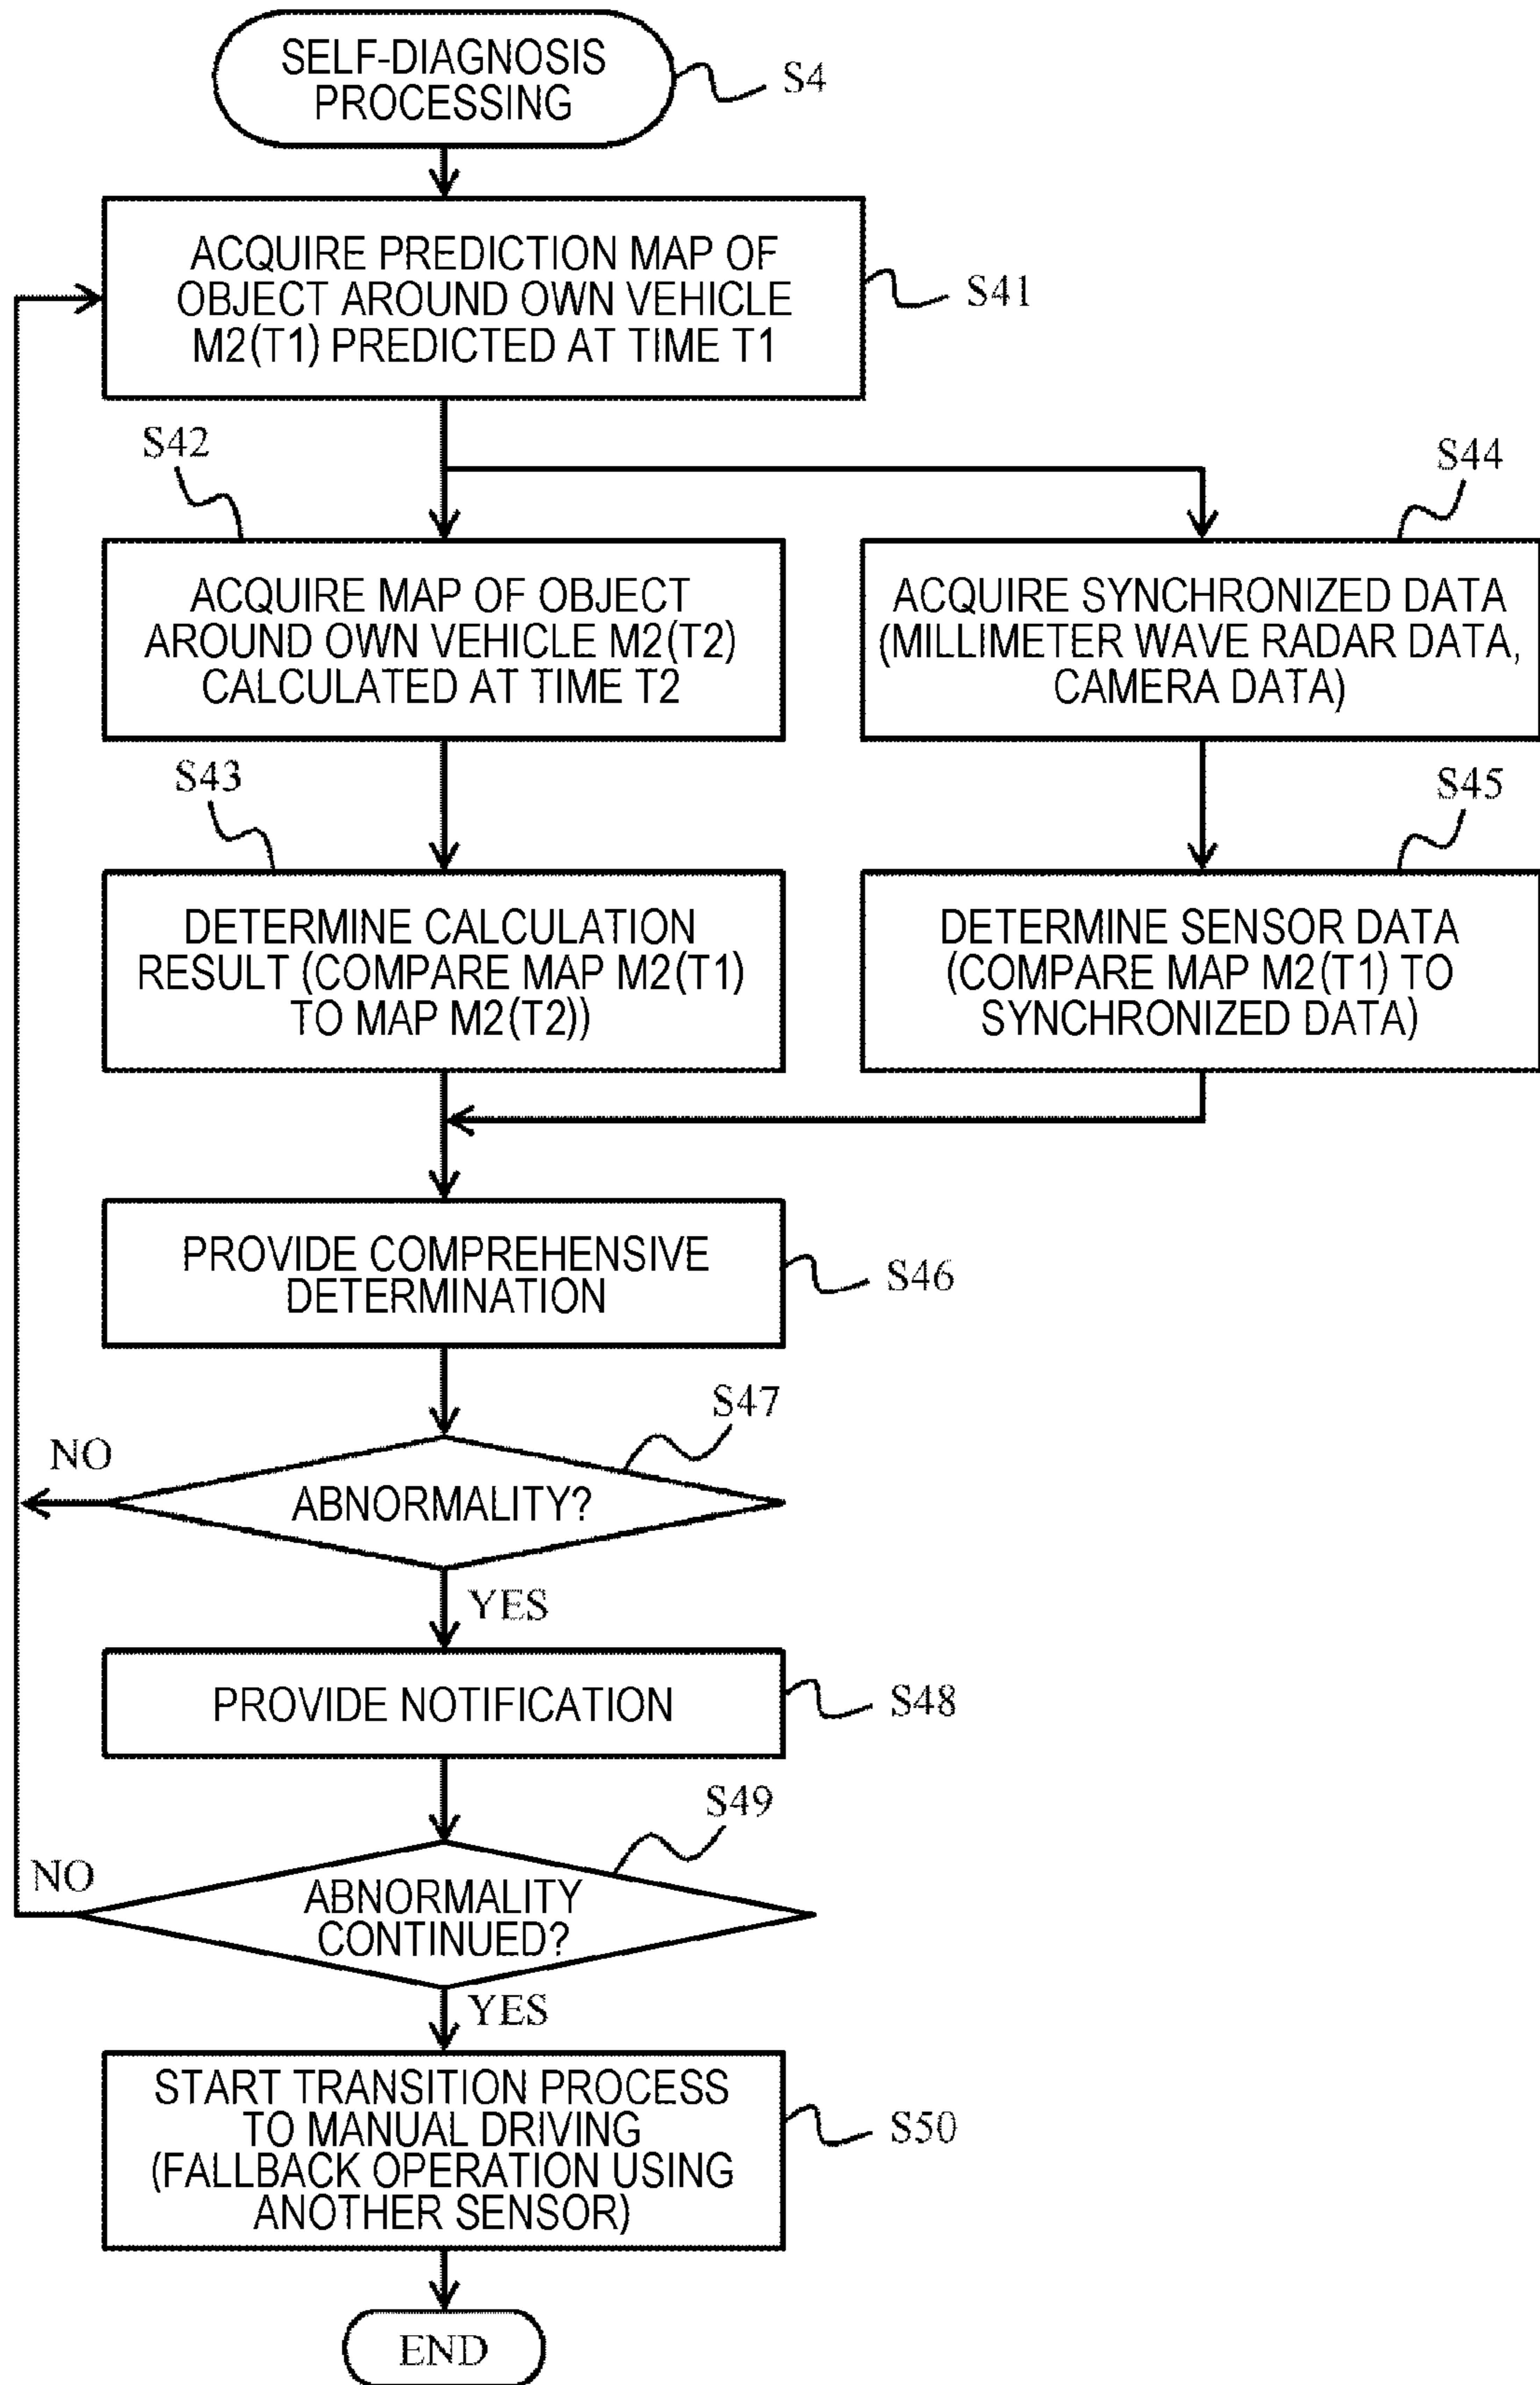 SELF-DIAGNOSIS
PROCESSING
S4
ACQUIRE PREDICTION MAP OF
OBJECT AROUND OWN VEHICLE
M2(T1) PREDICTED AT TIME T1
S41
S42
ACQUIRE MAP OF OBJECT
AROUND OWN VEHICLE M2(T2)
CALCULATED AT TIME T2
S44
ACQUIRE SYNCHRONIZED DATA
(MILLIMETER WAVE RADAR DATA,
CAMERA DATA)
S43
DETERMINE CALCULATION
RESULT (COMPARE MAP M2(T1)
TO MAP M2(T2))
S45
DETERMINE SENSOR DATA
(COMPARE MAP M2(T1) TO
SYNCHRONIZED DATA)
PROVIDE COMPREHENSIVE
DETERMINATION
S46
S47
NO
ABNORMALITY?
YES
PROVIDE NOTIFICATION
S48
S49
NO
ABNORMALITY
CONTINUED?
YES
START TRANSITION PROCESS
TO MANUAL DRIVING
(FALLBACK OPERATION USING
ANOTHER SENSOR)
S50
END